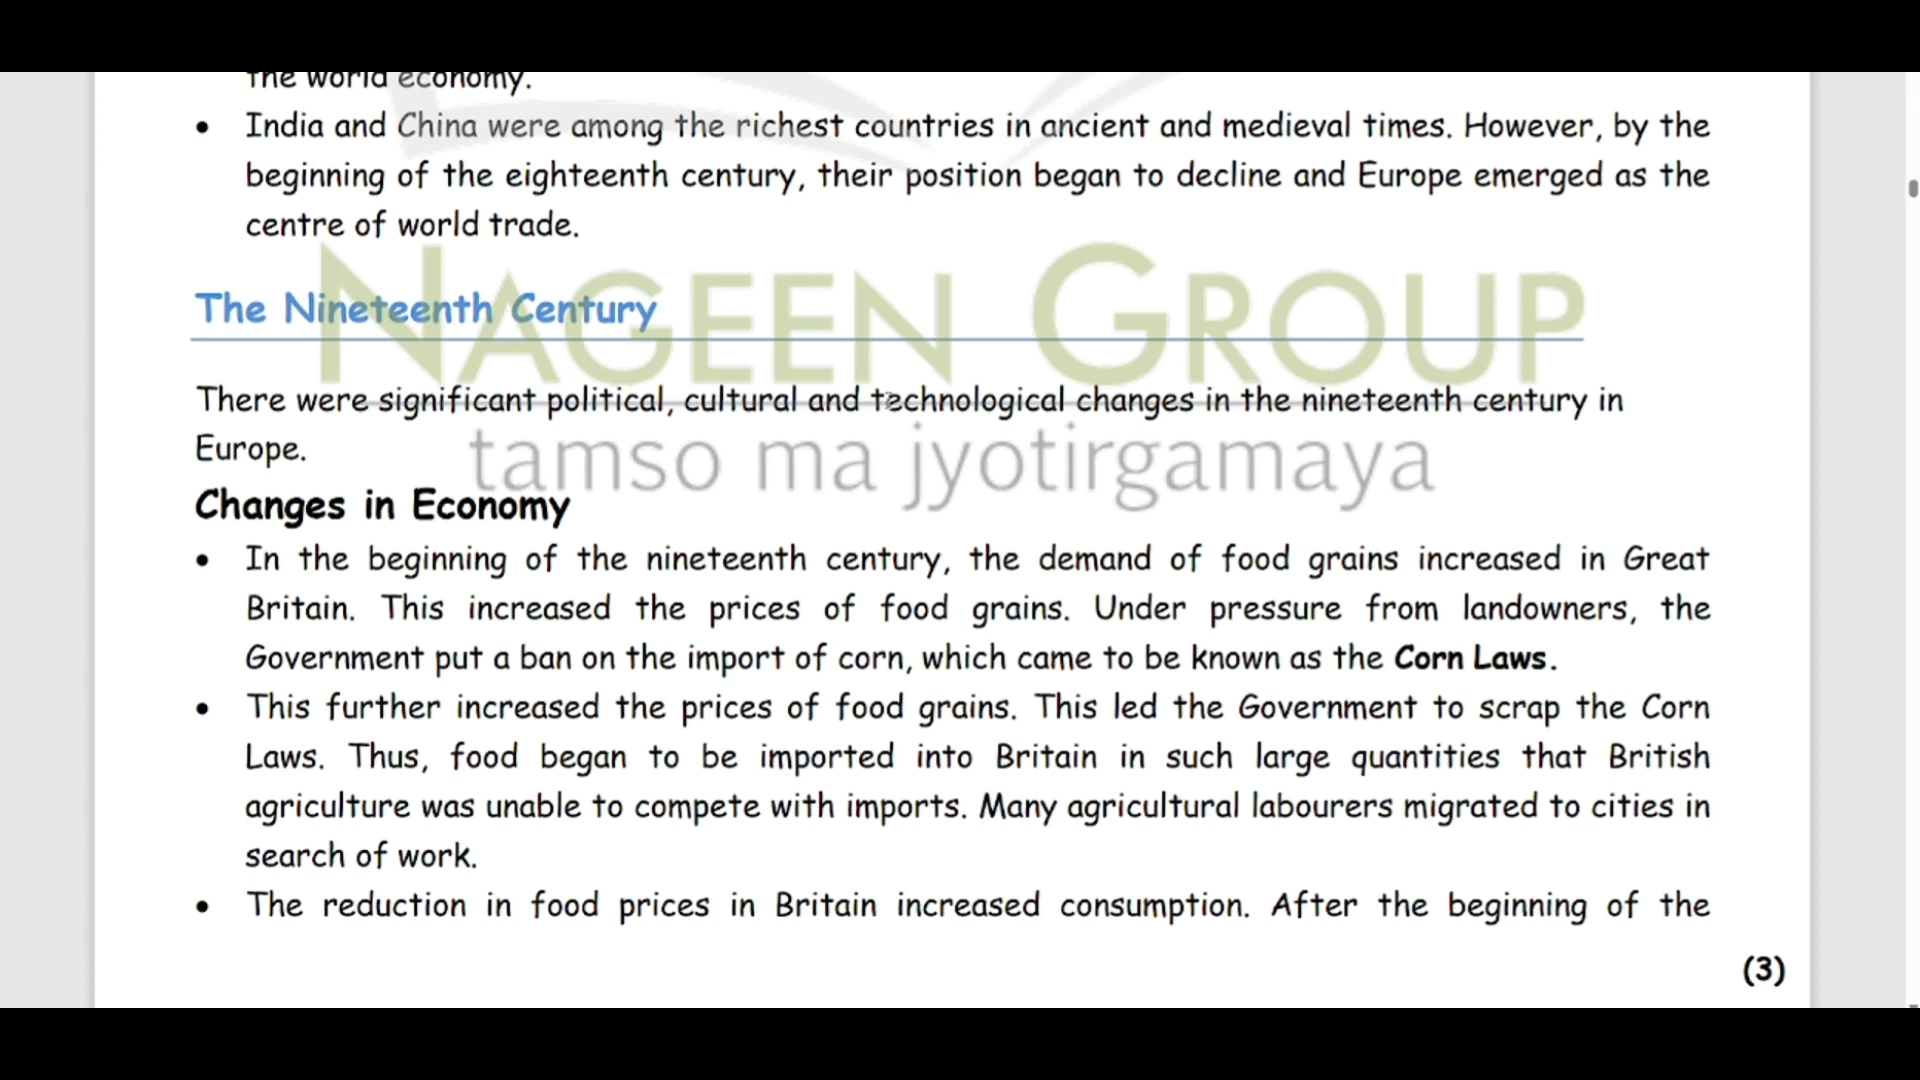 the world economy.
• India and China were among the richest countries in ancient and medieval times. However, by the
beginning of the eighteenth century, their position began to decline and Europe emerged as the
centre of world trade.
NAGEEN GROUP
The Nineteenth Century
There were significant political, cultural and technological changes in the nineteenth century in
Europe.
tamso ma jyotirgamaya
Changes in Economy
• In the beginning of the nineteenth century, the demand of food grains increased in Great
Britain. This increased the prices of food grains. Under pressure from landowners, the
Government put a ban on the import of corn, which came to be known as the Corn Laws.
• This further increased the prices of food grains. This led the Government to scrap the Corn
Laws. Thus, food began to be imported into Britain in such large quantities that British
agriculture was unable to compete with imports. Many agricultural labourers migrated to cities in
search of work.
• The reduction in food prices in Britain increased consumption. After the beginning of the
(3)